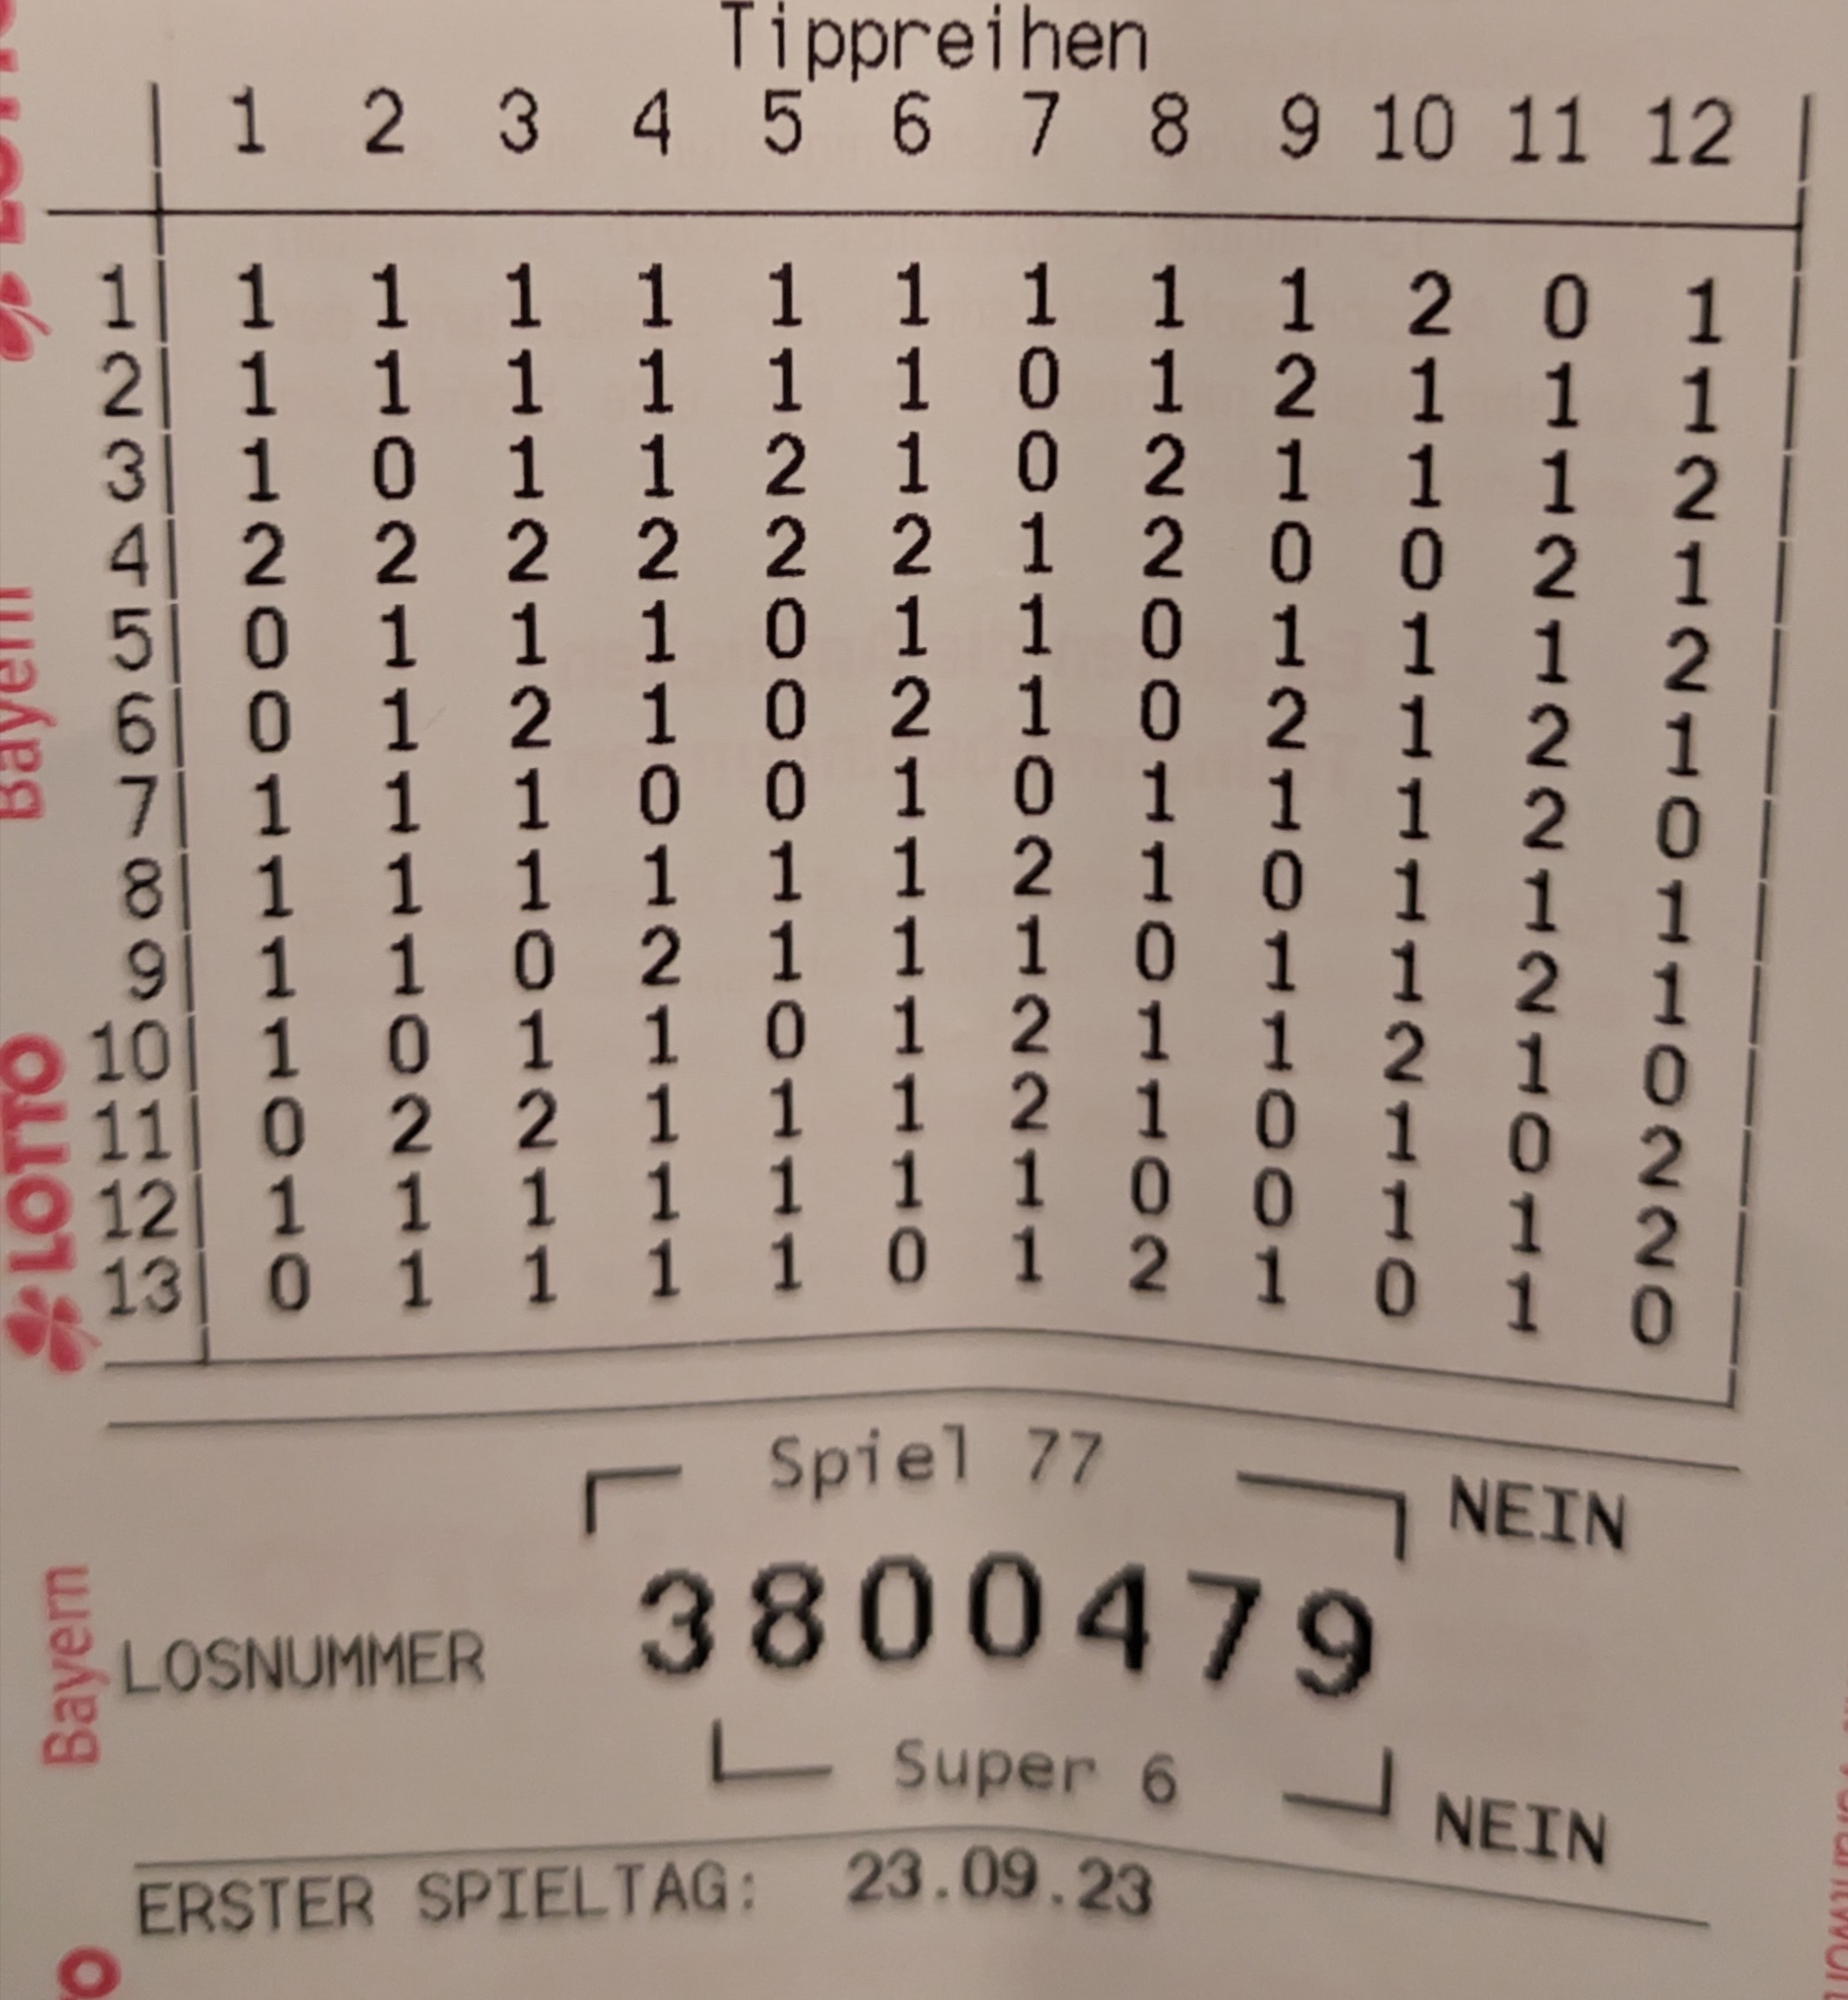 Tippreihen
1 2 3 4 5 6 7 8 9 10 11 12
1 1 1 1 1 1 1 1 1 1 2 0 1
2 1 1 1 1 1 1 0 1 2 1 1 1
3 1 0 1 1 2 1 0 2 1 1 1 2
4 2 2 2 2 2 2 1 2 0 0 2 1
5 0 1 1 1 0 1 1 0 1 1 1 2
6 0 1 2 1 0 2 1 0 2 1 2 1
7 1 1 1 0 0 1 0 1 1 1 2 0
8 1 1 1 1 1 1 2 1 0 1 1 1
9 1 1 0 2 1 1 1 0 1 1 2 1
10 1 0 1 1 0 1 2 1 1 2 1 0
11 0 2 2 1 1 1 2 1 0 1 0 2
12 1 1 1 1 1 1 1 0 0 1 1 2
13 0 1 1 1 1 0 1 2 1 0 1 0
Spiel 77 NEIN
LOSNUMMER 3800479
Super 6 NEIN
ERSTER SPIELTAG: 23.09.23
Bayern
LOTTO
Bayern